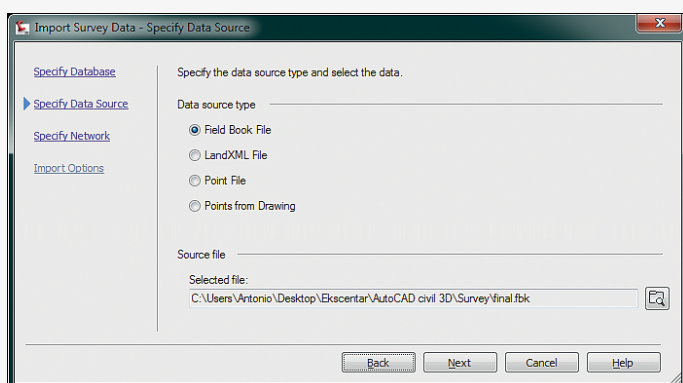 Import Survey Data - Specify Data Source
Specify Database
Specify the data source type and select the data.
Specify Data Source
Data source type
Field Book File
Specify Network
LandXML File
Import Options
Point File
Points from Drawing
Source file
Selected file:
C:\Users\Antonio\Desktop\Ekscentar\AutoCAD civil 3D\Survey\final.fbk
Back Next Cancel Help